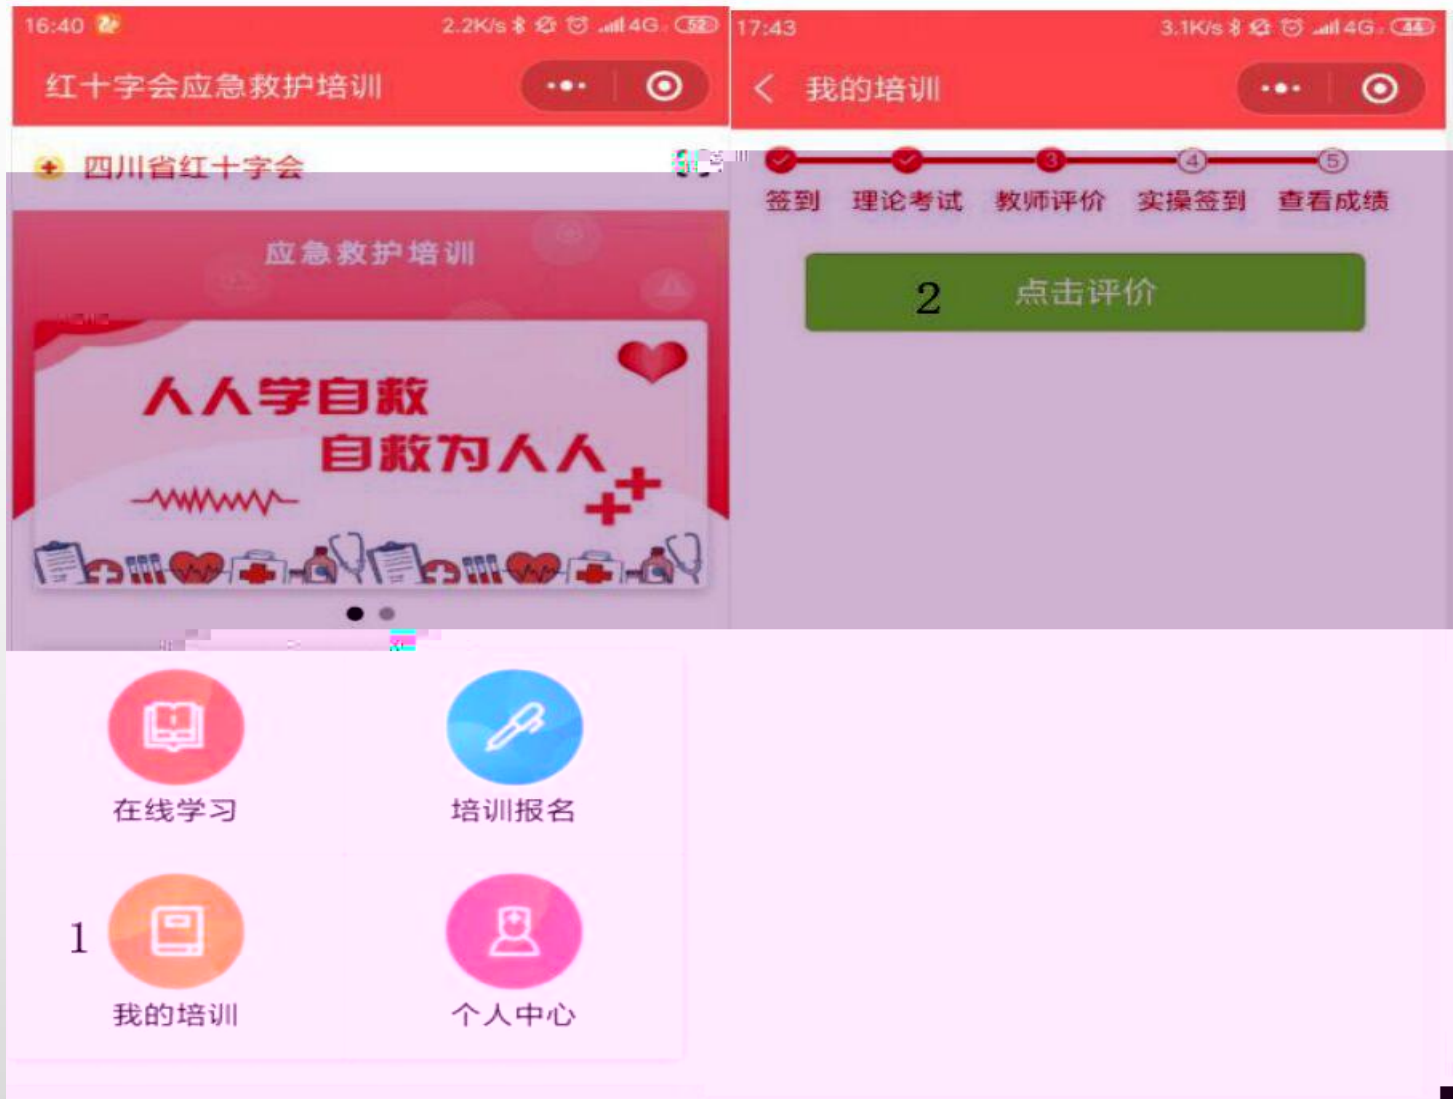 16:40 2.2K/s 4G 52
红十字会应急救护培训
四川省红十字会
应急救护培训
人人学自救
自救为人人
在线学习 培训报名
1
我的培训 个人中心
17:43 3.1K/s 4G 44
我的培训
3 4 5
签到 理论考试 教师评价 实操签到 查看成绩
2 点击评价